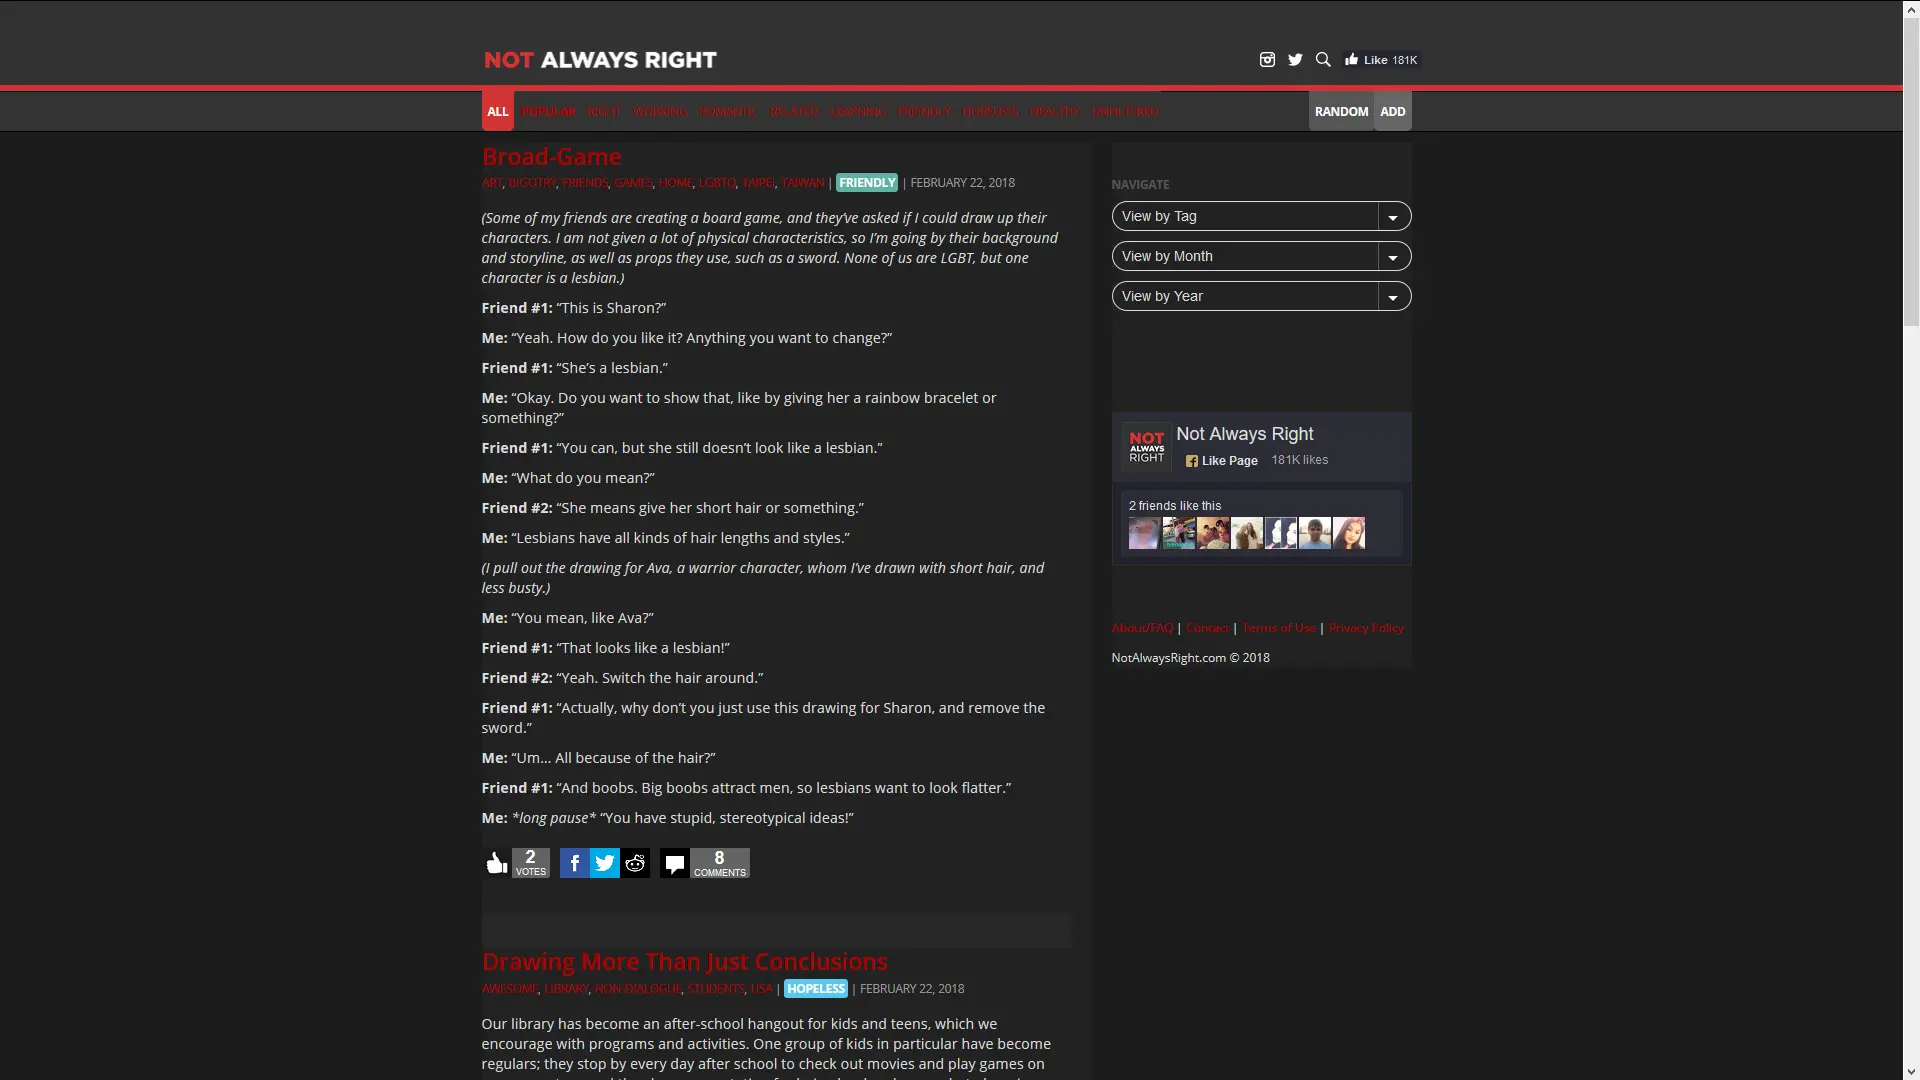 NOT ALWAYS RIGHT
Like 181K
ALL POPULAR RIGHT WORKING ROMANTIC RELATED LEARNING FRIENDLY HOPELESS HEALTHY UNFILTERED
RANDOM ADD
Broad-Game
ART, BIGOTRY, FRIENDS, GAMES, HOME, LGBTQ, TAIPEI, TAIWAN | FRIENDLY | FEBRUARY 22, 2018
(Some of my friends are creating a board game, and they’ve asked if I could draw up their
characters. I am not given a lot of physical characteristics, so I’m going by their background
and storyline, as well as props they use, such as a sword. None of us are LGBT, but one
character is a lesbian.)
Friend #1: “This is Sharon?”
Me: “Yeah. How do you like it? Anything you want to change?”
Friend #1: “She’s a lesbian.”
Me: “Okay. Do you want to show that, like by giving her a rainbow bracelet or
something?”
Friend #1: “You can, but she still doesn’t look like a lesbian.”
Me: “What do you mean?”
Friend #2: “She means give her short hair or something.”
Me: “Lesbians have all kinds of hair lengths and styles.”
(I pull out the drawing for Ava, a warrior character, whom I’ve drawn with short hair, and
less busty.)
Me: “You mean, like Ava?”
Friend #1: “That looks like a lesbian!”
Friend #2: “Yeah. Switch the hair around.”
Friend #1: “Actually, why don’t you just use this drawing for Sharon, and remove the
sword.”
Me: “Um… All because of the hair?”
Friend #1: “And boobs. Big boobs attract men, so lesbians want to look flatter.”
Me: *long pause* “You have stupid, stereotypical ideas!”
2
VOTES
8
COMMENTS
Drawing More Than Just Conclusions
AWESOME, LIBRARY, NON-DIALOGUE, STUDENTS, USA | HOPELESS | FEBRUARY 22, 2018
Our library has become an after-school hangout for kids and teens, which we
encourage with programs and activities. One group of kids in particular have become
regulars; they stop by every day after school to check out movies and play games on
NAVIGATE
View by Tag
View by Month
View by Year
NOT
ALWAYS
RIGHT
Not Always Right
Like Page 181K likes
2 friends like this
About/FAQ | Contact | Terms of Use | Privacy Policy
NotAlwaysRight.com © 2018